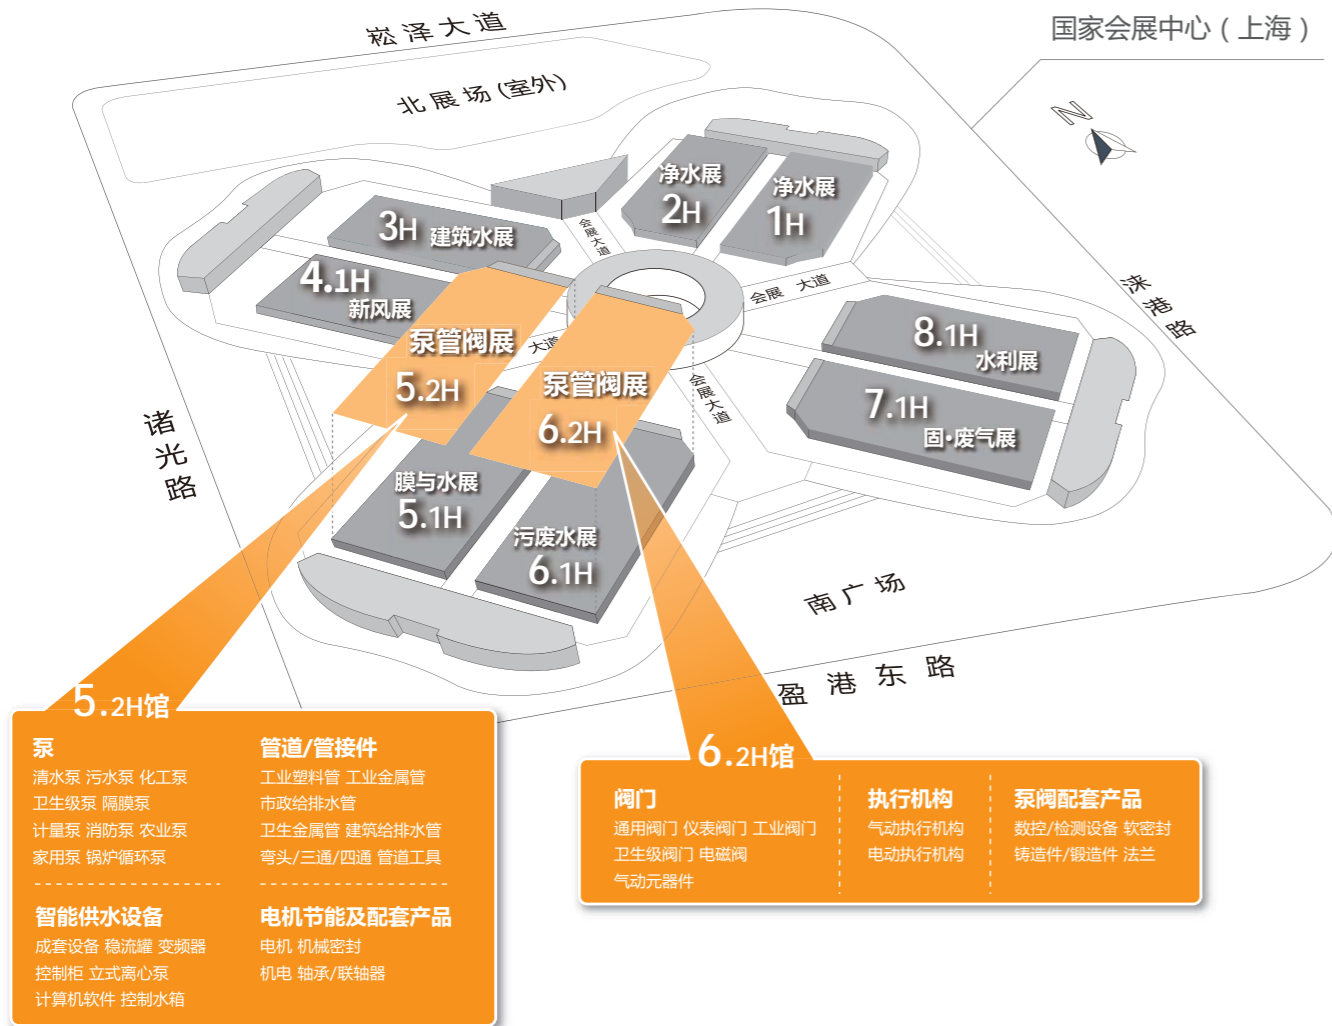 国家会展中心（上海）
崧泽大道
北展场(室外)
N
净水展
2H
净水展
1H
3H 建筑水展
会展大道
4.1H
新风展
会展 大道
涞港路
泵管阀展
5.2H
大道
泵管阀展
6.2H
会展大道
8.1H
水利展
7.1H
固·废气展
诸光路
膜与水展
5.1H
污废水展
6.1H
南广场
盈港东路
5.2H馆
泵
清水泵 污水泵 化工泵
卫生级泵 隔膜泵
计量泵 消防泵 农业泵
家用泵 锅炉循环泵
管道/管接件
工业塑料管 工业金属管
市政给排水管
卫生金属管 建筑给排水管
弯头/三通/四通 管道工具
智能供水设备
成套设备 稳流罐 变频器
控制柜 立式离心泵
计算机软件 控制水箱
电机节能及配套产品
电机 机械密封
机电 轴承/联轴器
6.2H馆
阀门
通用阀门 仪表阀门 工业阀门
卫生级阀门 电磁阀
气动元器件
执行机构
气动执行机构
电动执行机构
泵阀配套产品
数控/检测设备 软密封
铸造件/锻造件 法兰